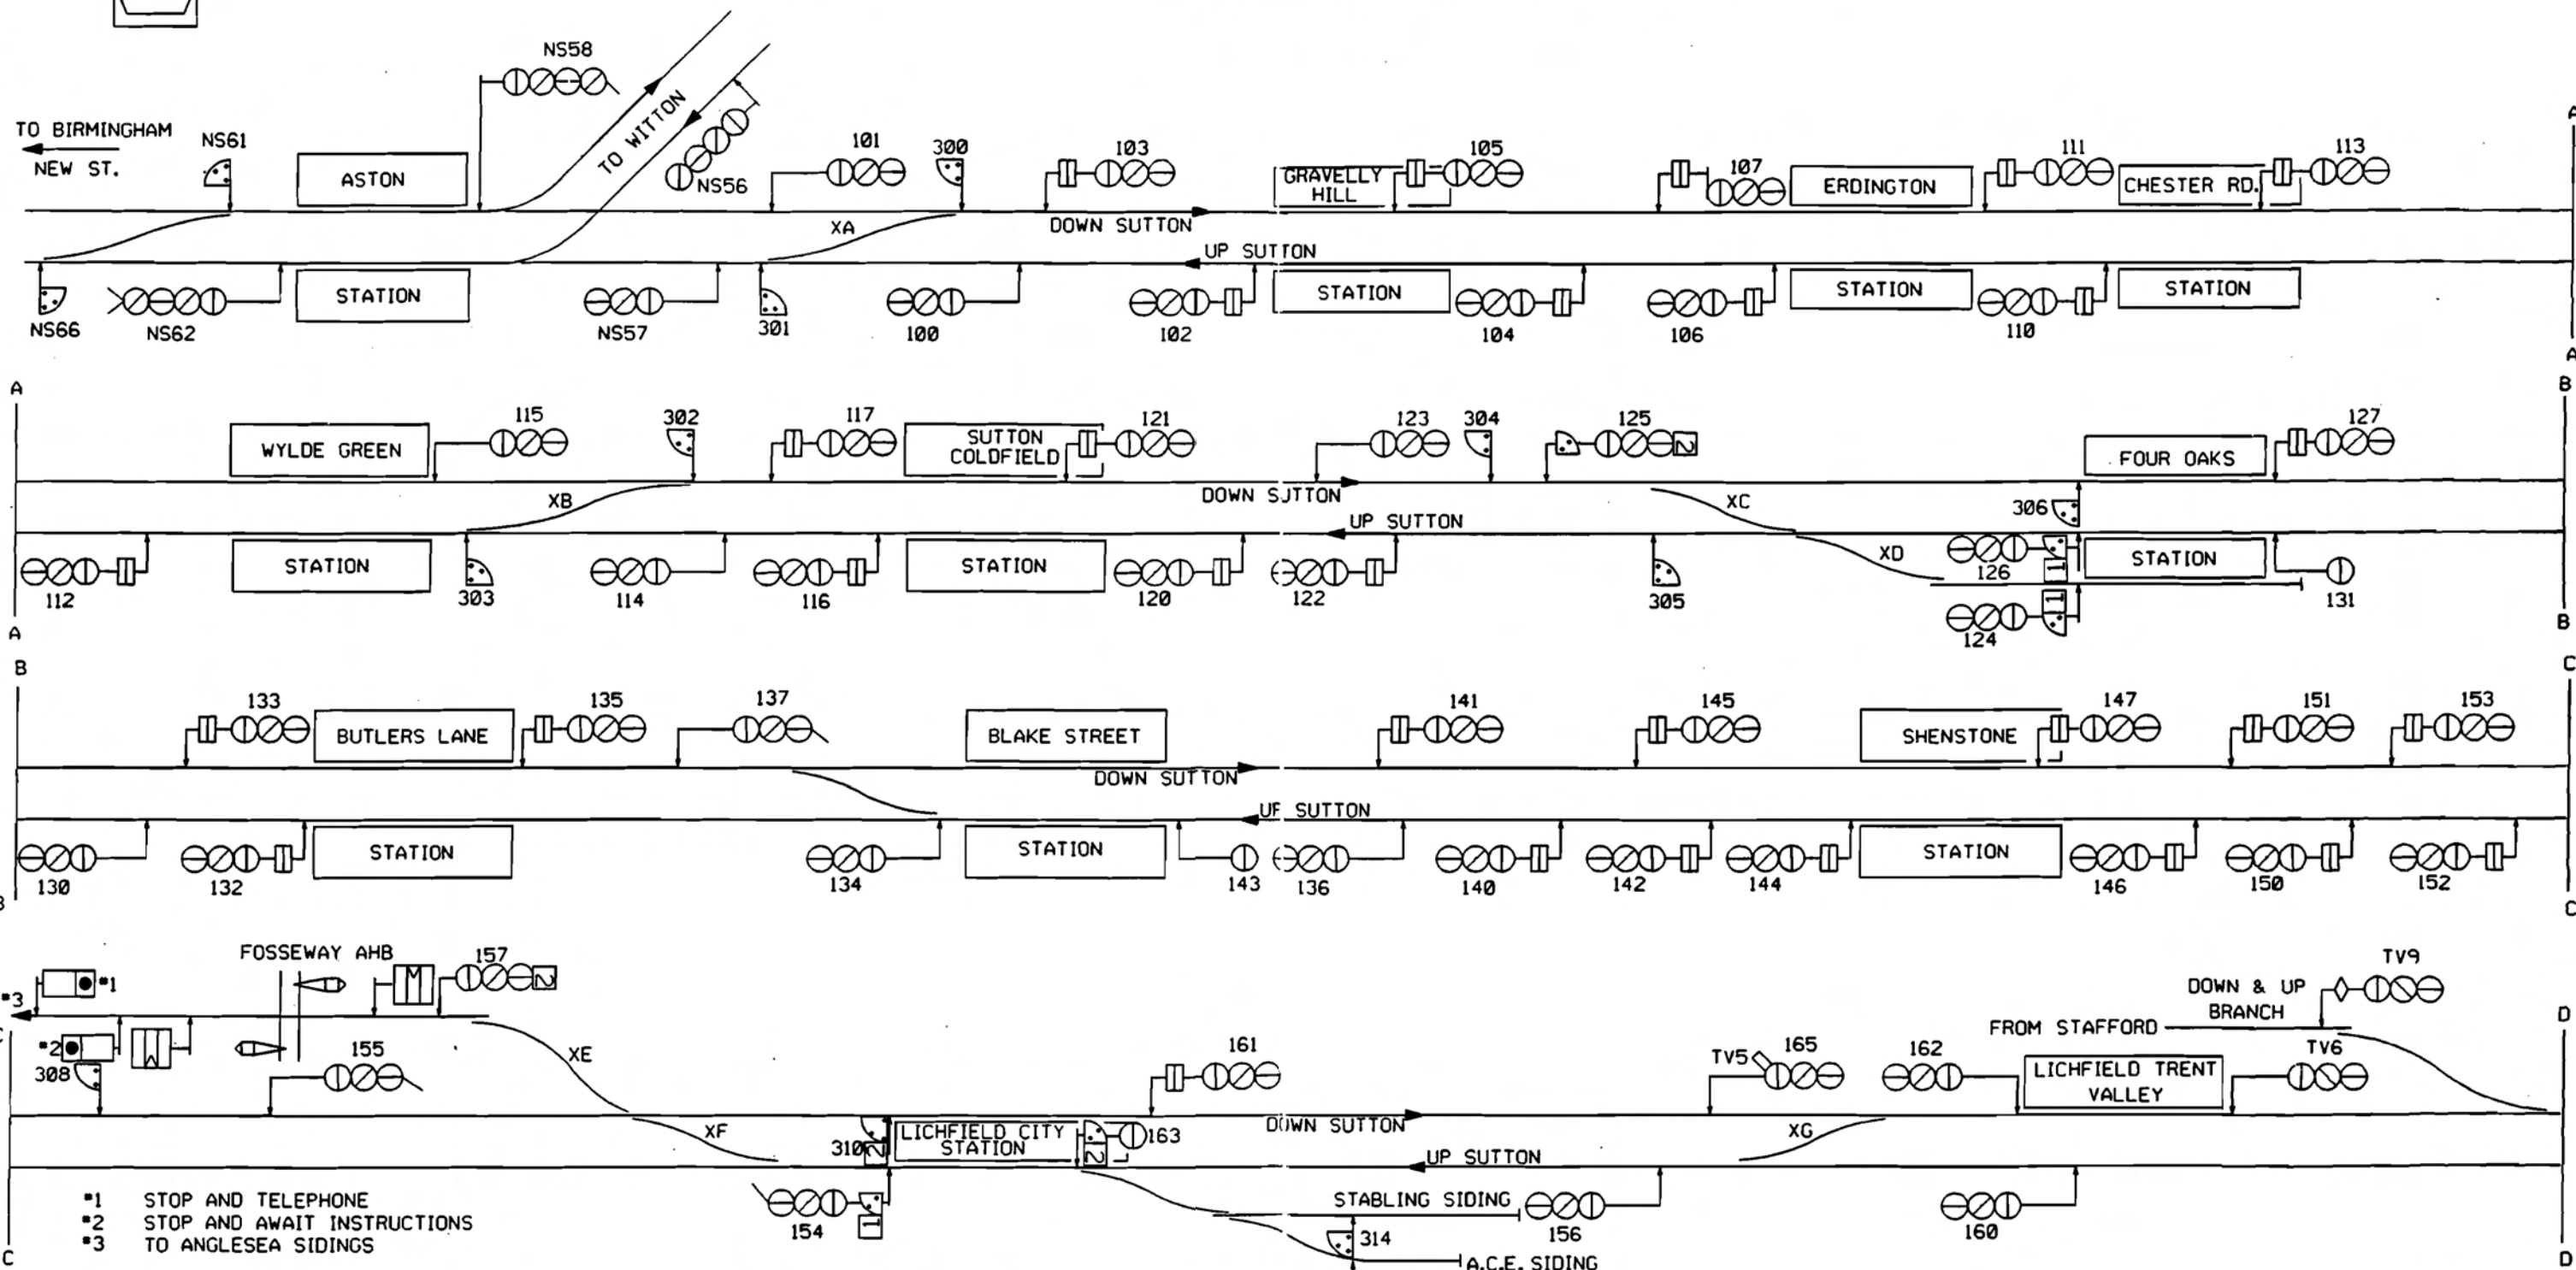 NS58
TO BIRMINGHAM
NEW ST.
NS61
ASTON
TO WITTON
NS56
101
300
103
GRAVELLY
HILL
105
107
ERDINGTON
111
CHESTER RD.
113
A
XA
DOWN SUTTON
UP SUTTON
NS66
NS62
STATION
NS57
301
100
102
STATION
104
106
STATION
110
STATION
A
A
WYLDE GREEN
115
302
117
SUTTON
COLDFIELD
121
123
304
125
2
FOUR OAKS
127
B
XB
DOWN SUTTON
XC
306
UP SUTTON
XD
112
STATION
303
114
116
STATION
120
122
305
126
1
STATION
131
1
124
A
B
B
133
BUTLERS LANE
135
137
BLAKE STREET
141
145
SHENSTONE
147
151
153
C
DOWN SUTTON
UP SUTTON
130
132
STATION
134
STATION
143
136
140
142
144
STATION
146
150
152
B
C
FOSSEWAY AHB
*1
157
2
TV9
*3
DOWN & UP
BRANCH
FROM STAFFORD
C
D
*2
308
155
XE
161
TV5
165
162
LICHFIELD TRENT
VALLEY
TV6
XF
310
2
LICHFIELD CITY
STATION
2
163
DOWN SUTTON
XG
UP SUTTON
*1 STOP AND TELEPHONE
*2 STOP AND AWAIT INSTRUCTIONS
*3 TO ANGLESEA SIDINGS
154
1
STABLING SIDING
156
160
314
A.C.E. SIDING
C
D